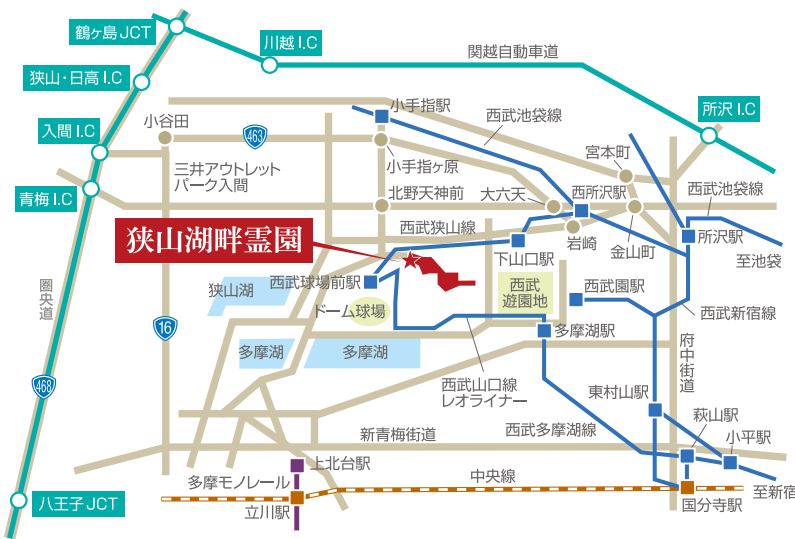 鶴ヶ島 JCT
川越 I.C
関越自動車道
狭山・日高 I.C
所沢 I.C
小手指駅
西武池袋線
入間 I.C
小谷田
463
宮本町
三井アウトレット
パーク入間
小手指ヶ原
青梅 I.C
北野天神前
大六天
西所沢駅
西武池袋線
狭山湖畔霊園
西武狭山線
岩崎
所沢駅
下山口駅
金山町
至池袋
西武球場前駅
狭山湖
西武
遊園地
西武園駅
圏央道
ドーム球場
西武新宿線
16
多摩湖駅
多摩湖
多摩湖
府中街道
468
西武山口線
レオライナー
東村山駅
萩山駅
新青梅街道
西武多摩湖線
小平駅
上北台駅
多摩モノレール
中央線
至新宿
八王子 JCT
立川駅
国分寺駅